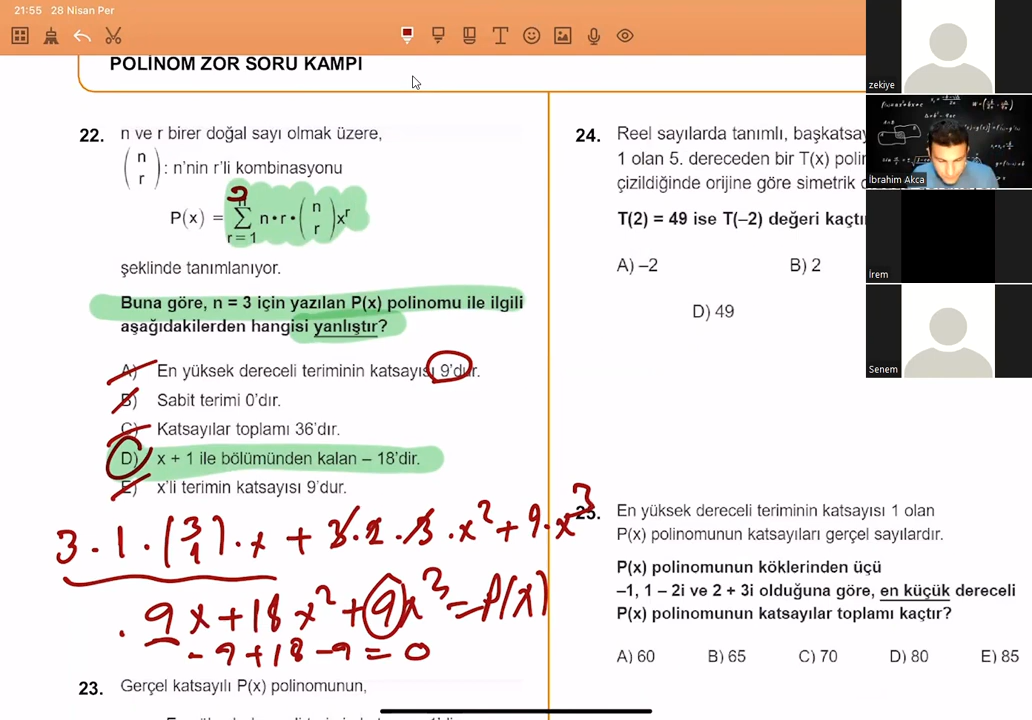 21:55 28 Nisan Per
POLİNOM ZOR SORU KAMPI
22. n ve r birer doğal sayı olmak üzere,
(n r) : n'nin r'li kombinasyonu
P(x) = n∑r = 1 n • r • (n r) x^r
3
şeklinde tanımlanıyor.
Buna göre, n = 3 için yazılan P(x) polinomu ile ilgili
aşağıdakilerden hangisi yanlıştır?
A) En yüksek dereceli teriminin katsayısı 9'dur.
B) Sabit terimi 0'dır.
C) Katsayılar toplamı 36'dır.
D) x + 1 ile bölümünden kalan – 18'dir.
E) x'li terimin katsayısı 9'dur.
3 . 1 . (3 1) . x + 3 . 2 . 3 . x² + 9 . x³
. 9x + 18x² + 9x³ = P(x)
- 9 + 18 - 9 = 0
23. Gerçel katsayılı P(x) polinomunun,
24. Reel sayılarda tanımlı, başkatsay
1 olan 5. dereceden bir T(x) polir
çizildiğinde orijine göre simetrik c
T(2) = 49 ise T(–2) değeri kaçtır
A) –2 B) 2
D) 49
25. En yüksek dereceli teriminin katsayısı 1 olan
P(x) polinomunun katsayıları gerçel sayılardır.
P(x) polinomunun köklerinden üçü
–1, 1 – 2i ve 2 + 3i olduğuna göre, en küçük dereceli
P(x) polinomunun katsayılar toplamı kaçtır?
A) 60 B) 65 C) 70 D) 80 E) 85
zekiye
İbrahim Akca
İrem
Senem